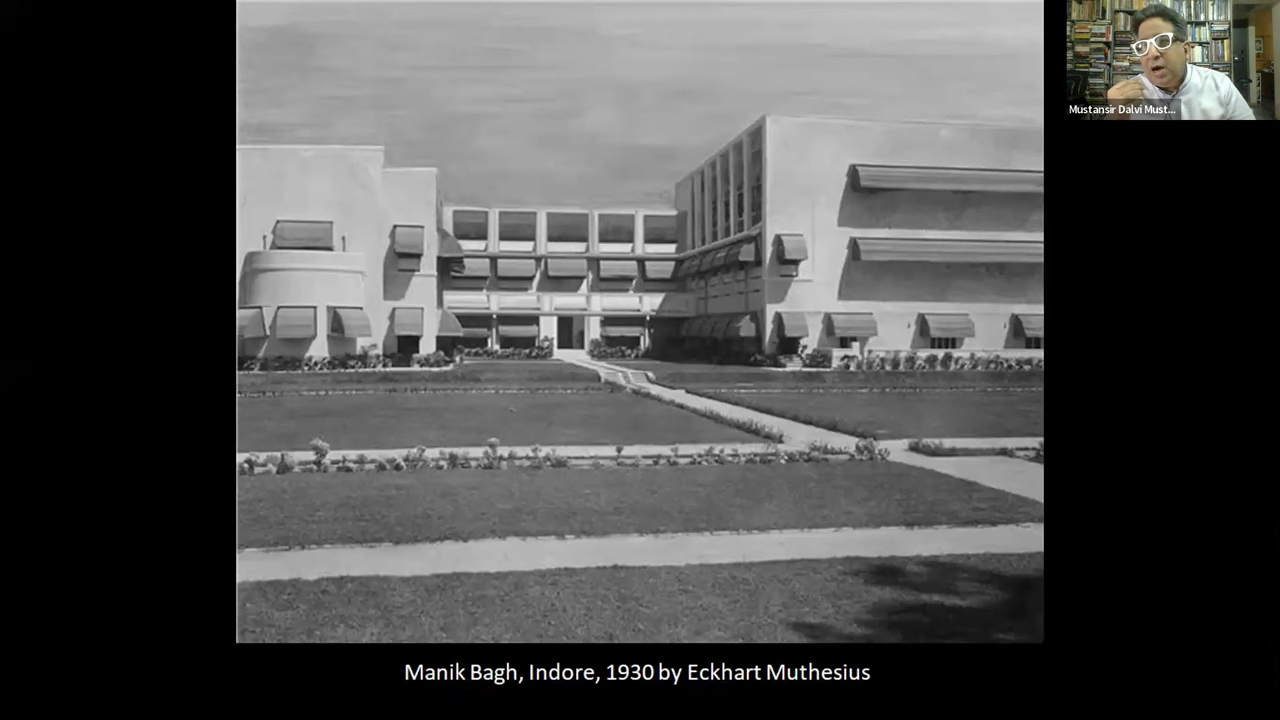 Mustansir Dalvi Must...
Manik Bagh, Indore, 1930 by Eckhart Muthesius